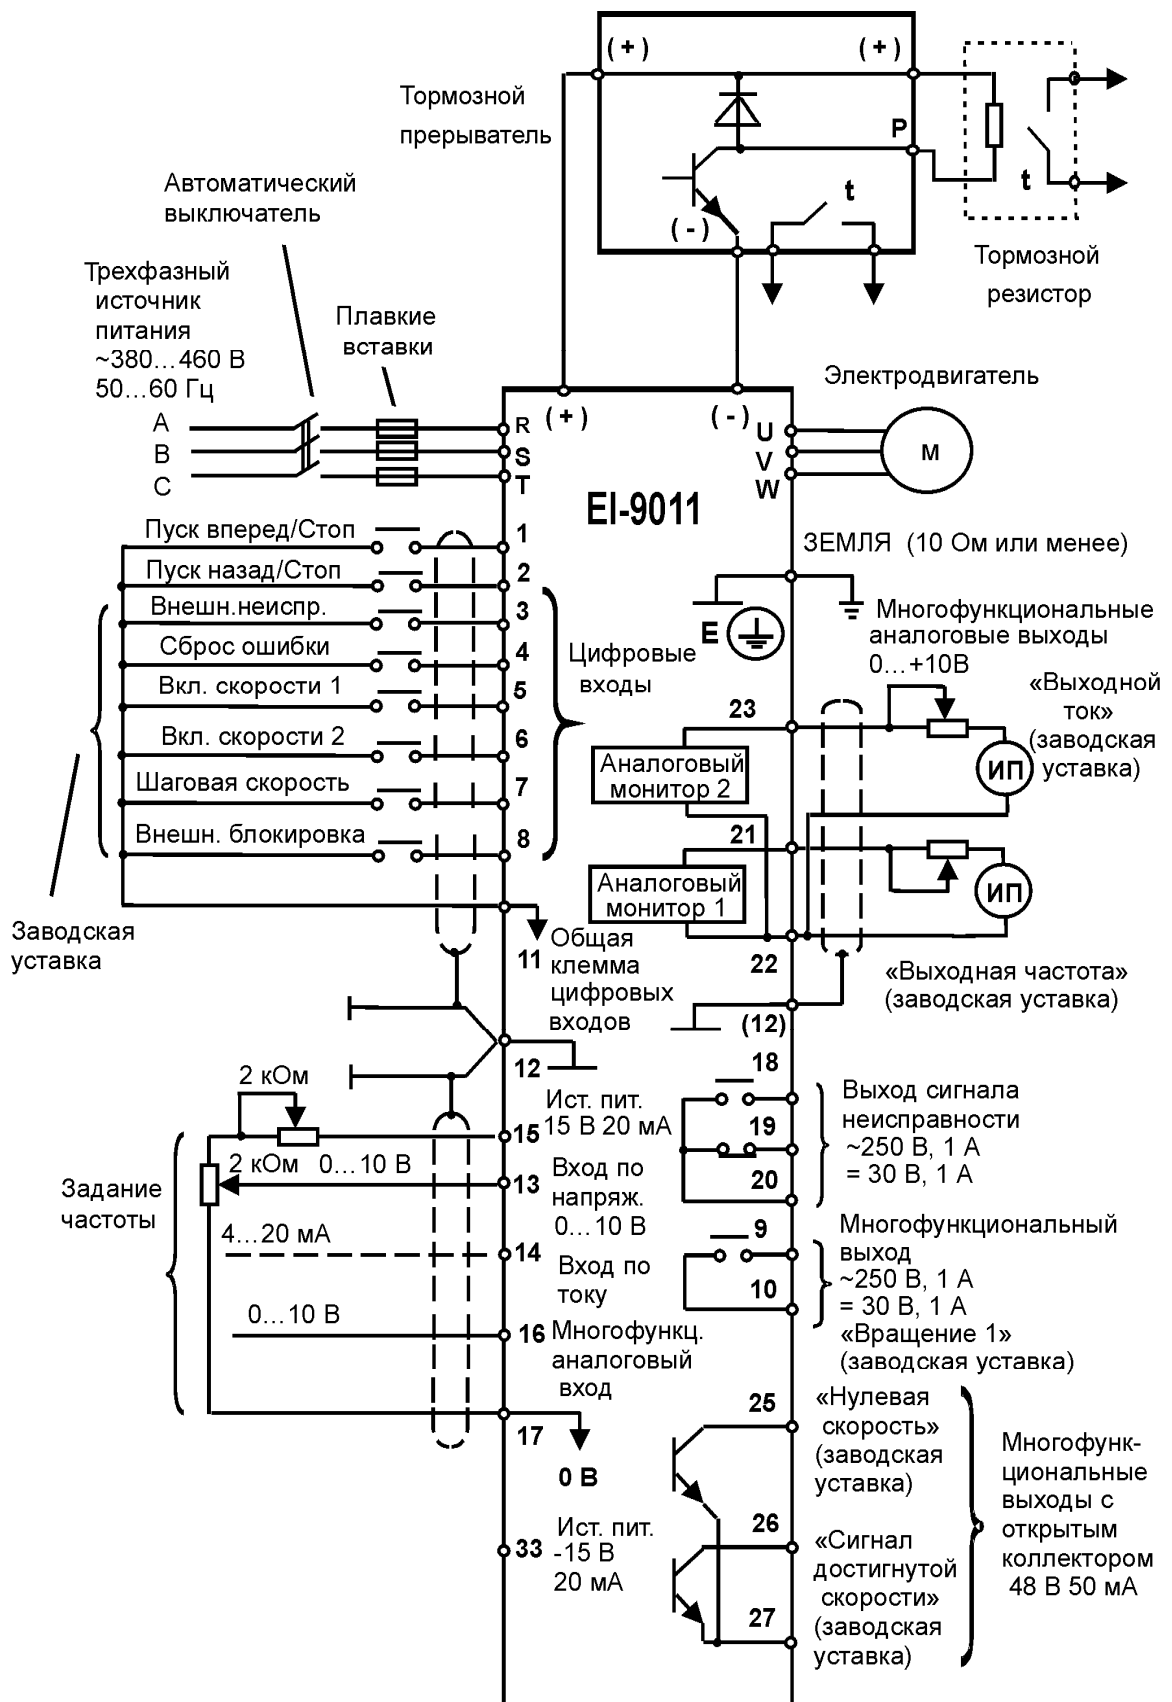 ( + )
( + )
Тормозной
прерыватель
P
t
t
( - )
Тормозной
резистор
Автоматический
выключатель
Трехфазный
источник
питания
~380…460 В
50…60 Гц
Плавкие
вставки
Электродвигатель
( + )
( - )
A
B
C
R
S
T
U
V
W
М
EI-9011
Пуск вперед/Стоп
1
Пуск назад/Стоп
2
Внешн.неиспр.
3
Сброс ошибки
4
Вкл. скорости 1
5
Вкл. скорости 2
6
Шаговая скорость
7
Внешн. блокировка
8
Цифровые
входы
Заводская
уставка
ЗЕМЛЯ (10 Ом или менее)
E
Многофункциональные
аналоговые выходы
0…+10В
«Выходной
ток»
(заводская
уставка)
23
Аналоговый
монитор 2
ИП
21
Аналоговый
монитор 1
ИП
22
«Выходная частота»
(заводская уставка)
11
Общая
клемма
цифровых
входов
(12)
12
2 кОм
15
Ист. пит.
15 В 20 мА
2 кОм
0…10 В
13
Вход по
напряж.
0…10 В
Задание
частоты
4…20 мА
14
Вход по
току
0…10 В
16
Многофункц.
аналоговый
вход
17
0 В
33
Ист. пит.
-15 В
20 мА
18
19
20
Выход сигнала
неисправности
~250 В, 1 А
= 30 В, 1 А
9
10
Многофункциональный
выход
~250 В, 1 А
= 30 В, 1 А
«Вращение 1»
(заводская уставка)
25
«Нулевая
скорость»
(заводская
уставка)
26
«Сигнал
достигнутой
скорости»
(заводская
уставка)
27
Многофунк-
циональные
выходы с
открытым
коллектором
48 В 50 мА